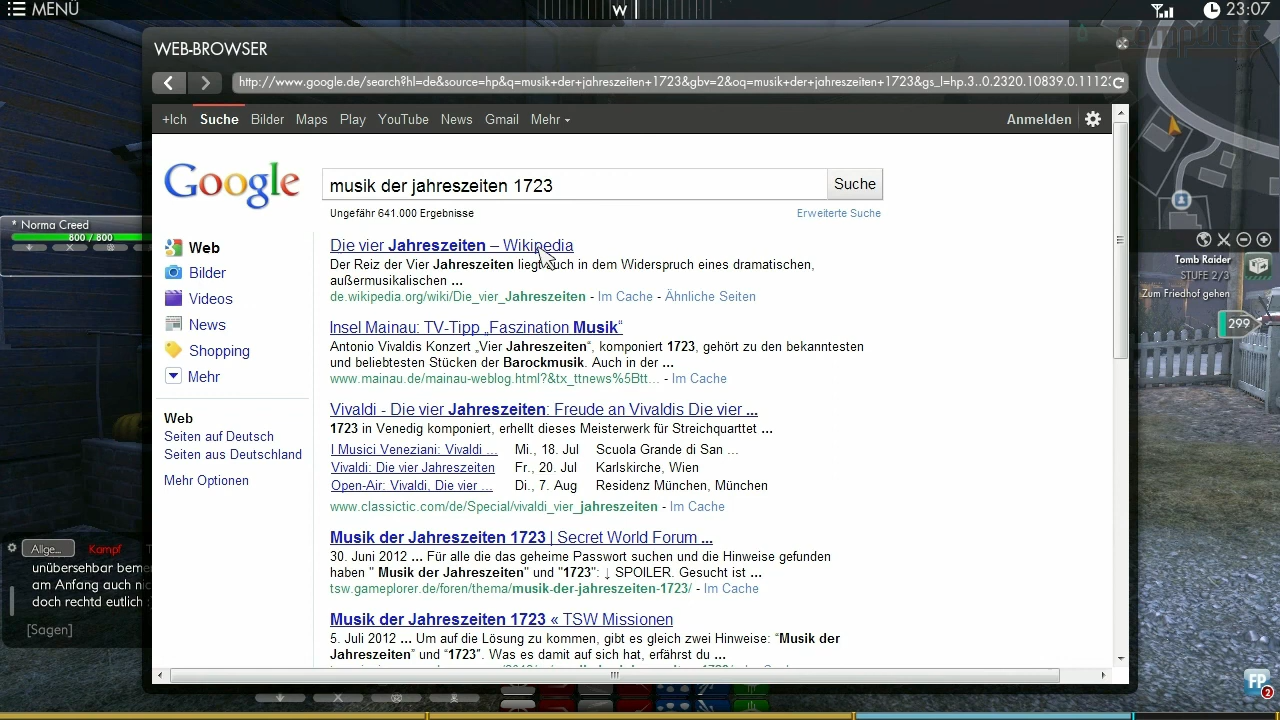 MENÜ
W
23:07
computec
WEB-BROWSER
http://www.google.de/search?hl=de&source=hp&q=musik+der+jahreszeiten+1723&gbv=2&oq=musik+der+jahreszeiten+1723&gs_l=hp.3..0.2320.10839.0.1112
+Ich Suche Bilder Maps Play YouTube News Gmail Mehr Anmelden
Google
musik der jahreszeiten 1723 Suche
Ungefähr 641.000 Ergebnisse Erweiterte Suche
* Norma Creed
800 / 800
Web
Bilder
Videos
News
Shopping
Mehr
Web
Seiten auf Deutsch
Seiten aus Deutschland
Mehr Optionen
Die vier Jahreszeiten – Wikipedia
Der Reiz der Vier Jahreszeiten liegt auch in dem Widerspruch eines dramatischen,
außermusikalischen ...
de.wikipedia.org/wiki/Die_vier_Jahreszeiten - Im Cache - Ähnliche Seiten
Insel Mainau: TV-Tipp „Faszination Musik“
Antonio Vivaldis Konzert „Vier Jahreszeiten“, komponiert 1723, gehört zu den bekanntesten
und beliebtesten Stücken der Barockmusik. Auch in der ...
www.mainau.de/mainau-weblog.html?&tx_ttnews%5Btt... - Im Cache
Vivaldi - Die vier Jahreszeiten: Freude an Vivaldis Die vier ...
1723 in Venedig komponiert, erhellt dieses Meisterwerk für Streichquarttet ...
I Musici Veneziani: Vivaldi ... Mi., 18. Jul Scuola Grande di San ...
Vivaldi: Die vier Jahreszeiten Fr., 20. Jul Karlskirche, Wien
Open-Air: Vivaldi, Die vier ... Di., 7. Aug Residenz München, München
www.classictic.com/de/Special/vivaldi_vier_jahreszeiten - Im Cache
Musik der Jahreszeiten 1723 | Secret World Forum ...
30. Juni 2012 ... Für alle die das geheime Passwort suchen und die Hinweise gefunden
haben " Musik der Jahreszeiten" und "1723": ↓ SPOILER. Gesucht ist ...
tsw.gameplorer.de/foren/thema/musik-der-jahreszeiten-1723/ - Im Cache
Musik der Jahreszeiten 1723 « TSW Missionen
5. Juli 2012 ... Um auf die Lösung zu kommen, gibt es gleich zwei Hinweise: “Musik der
Jahreszeiten” und “1723”. Was es damit auf sich hat, erfährst du ...
Tomb Raider
STUFE 2/3
Zum Friedhof gehen
299
Allge... Kampf
unübersehbar
am Anfang auch
doch rechtd eutlich
[Sagen]
FP
2